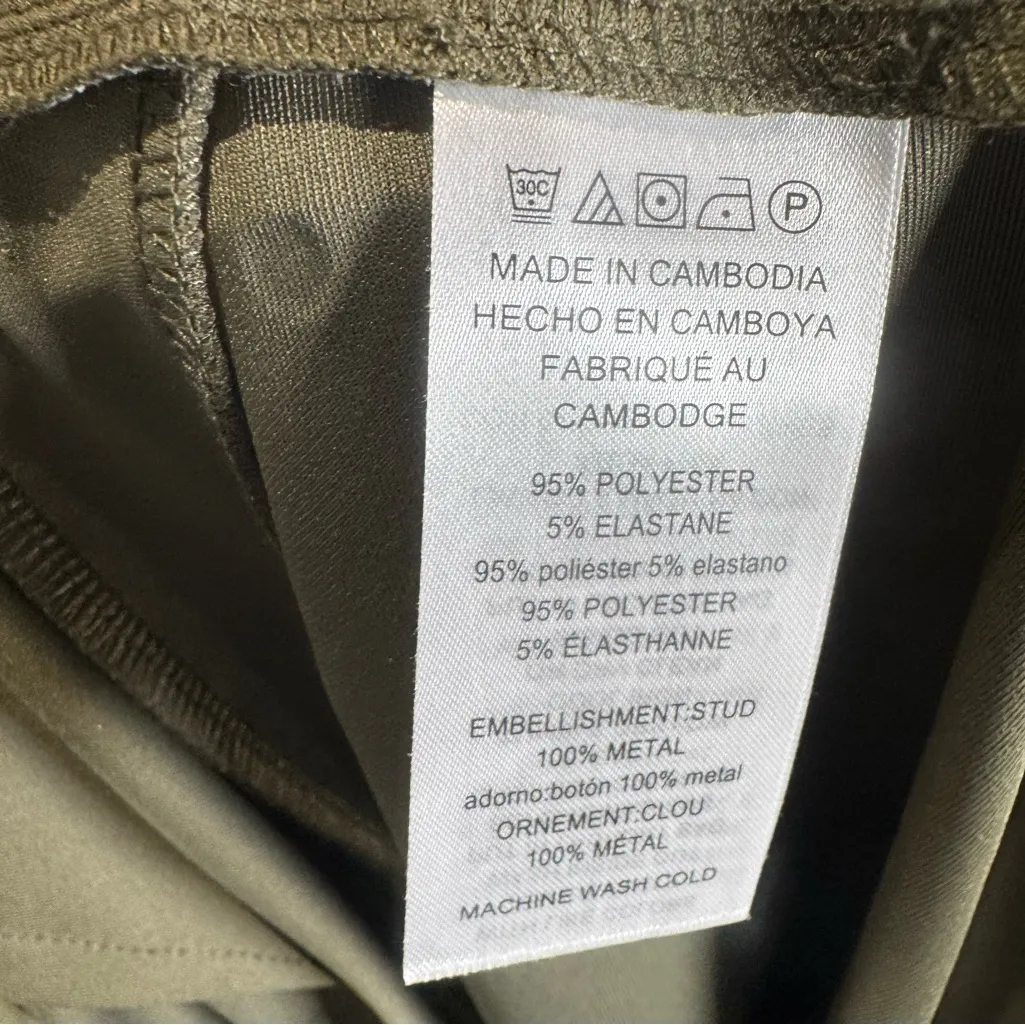 30C
P
MADE IN CAMBODIA
HECHO EN CAMBOYA
FABRIQUÉ AU
CAMBODGE
95% POLYESTER
5% ELASTANE
95% poliéster 5% elastano
95% POLYESTER
5% ÉLASTHANNE
EMBELLISHMENT:STUD
100% METAL
adorno:botón 100% metal
ORNEMENT:CLOU
100% MÉTAL
MACHINE WASH COLD